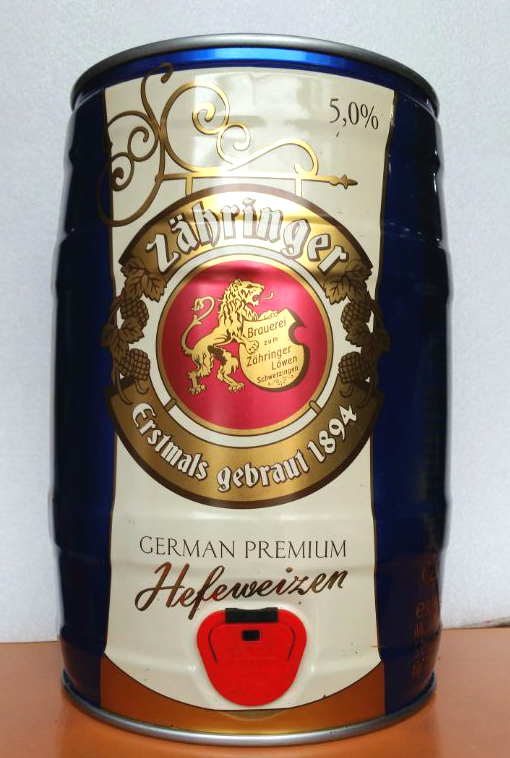 5,0%
Zähringer
Brauerei
zum
Zähringer
Löwen
Schwetzingen
Erstmals gebraut 1894
GERMAN PREMIUM
Hefeweizen